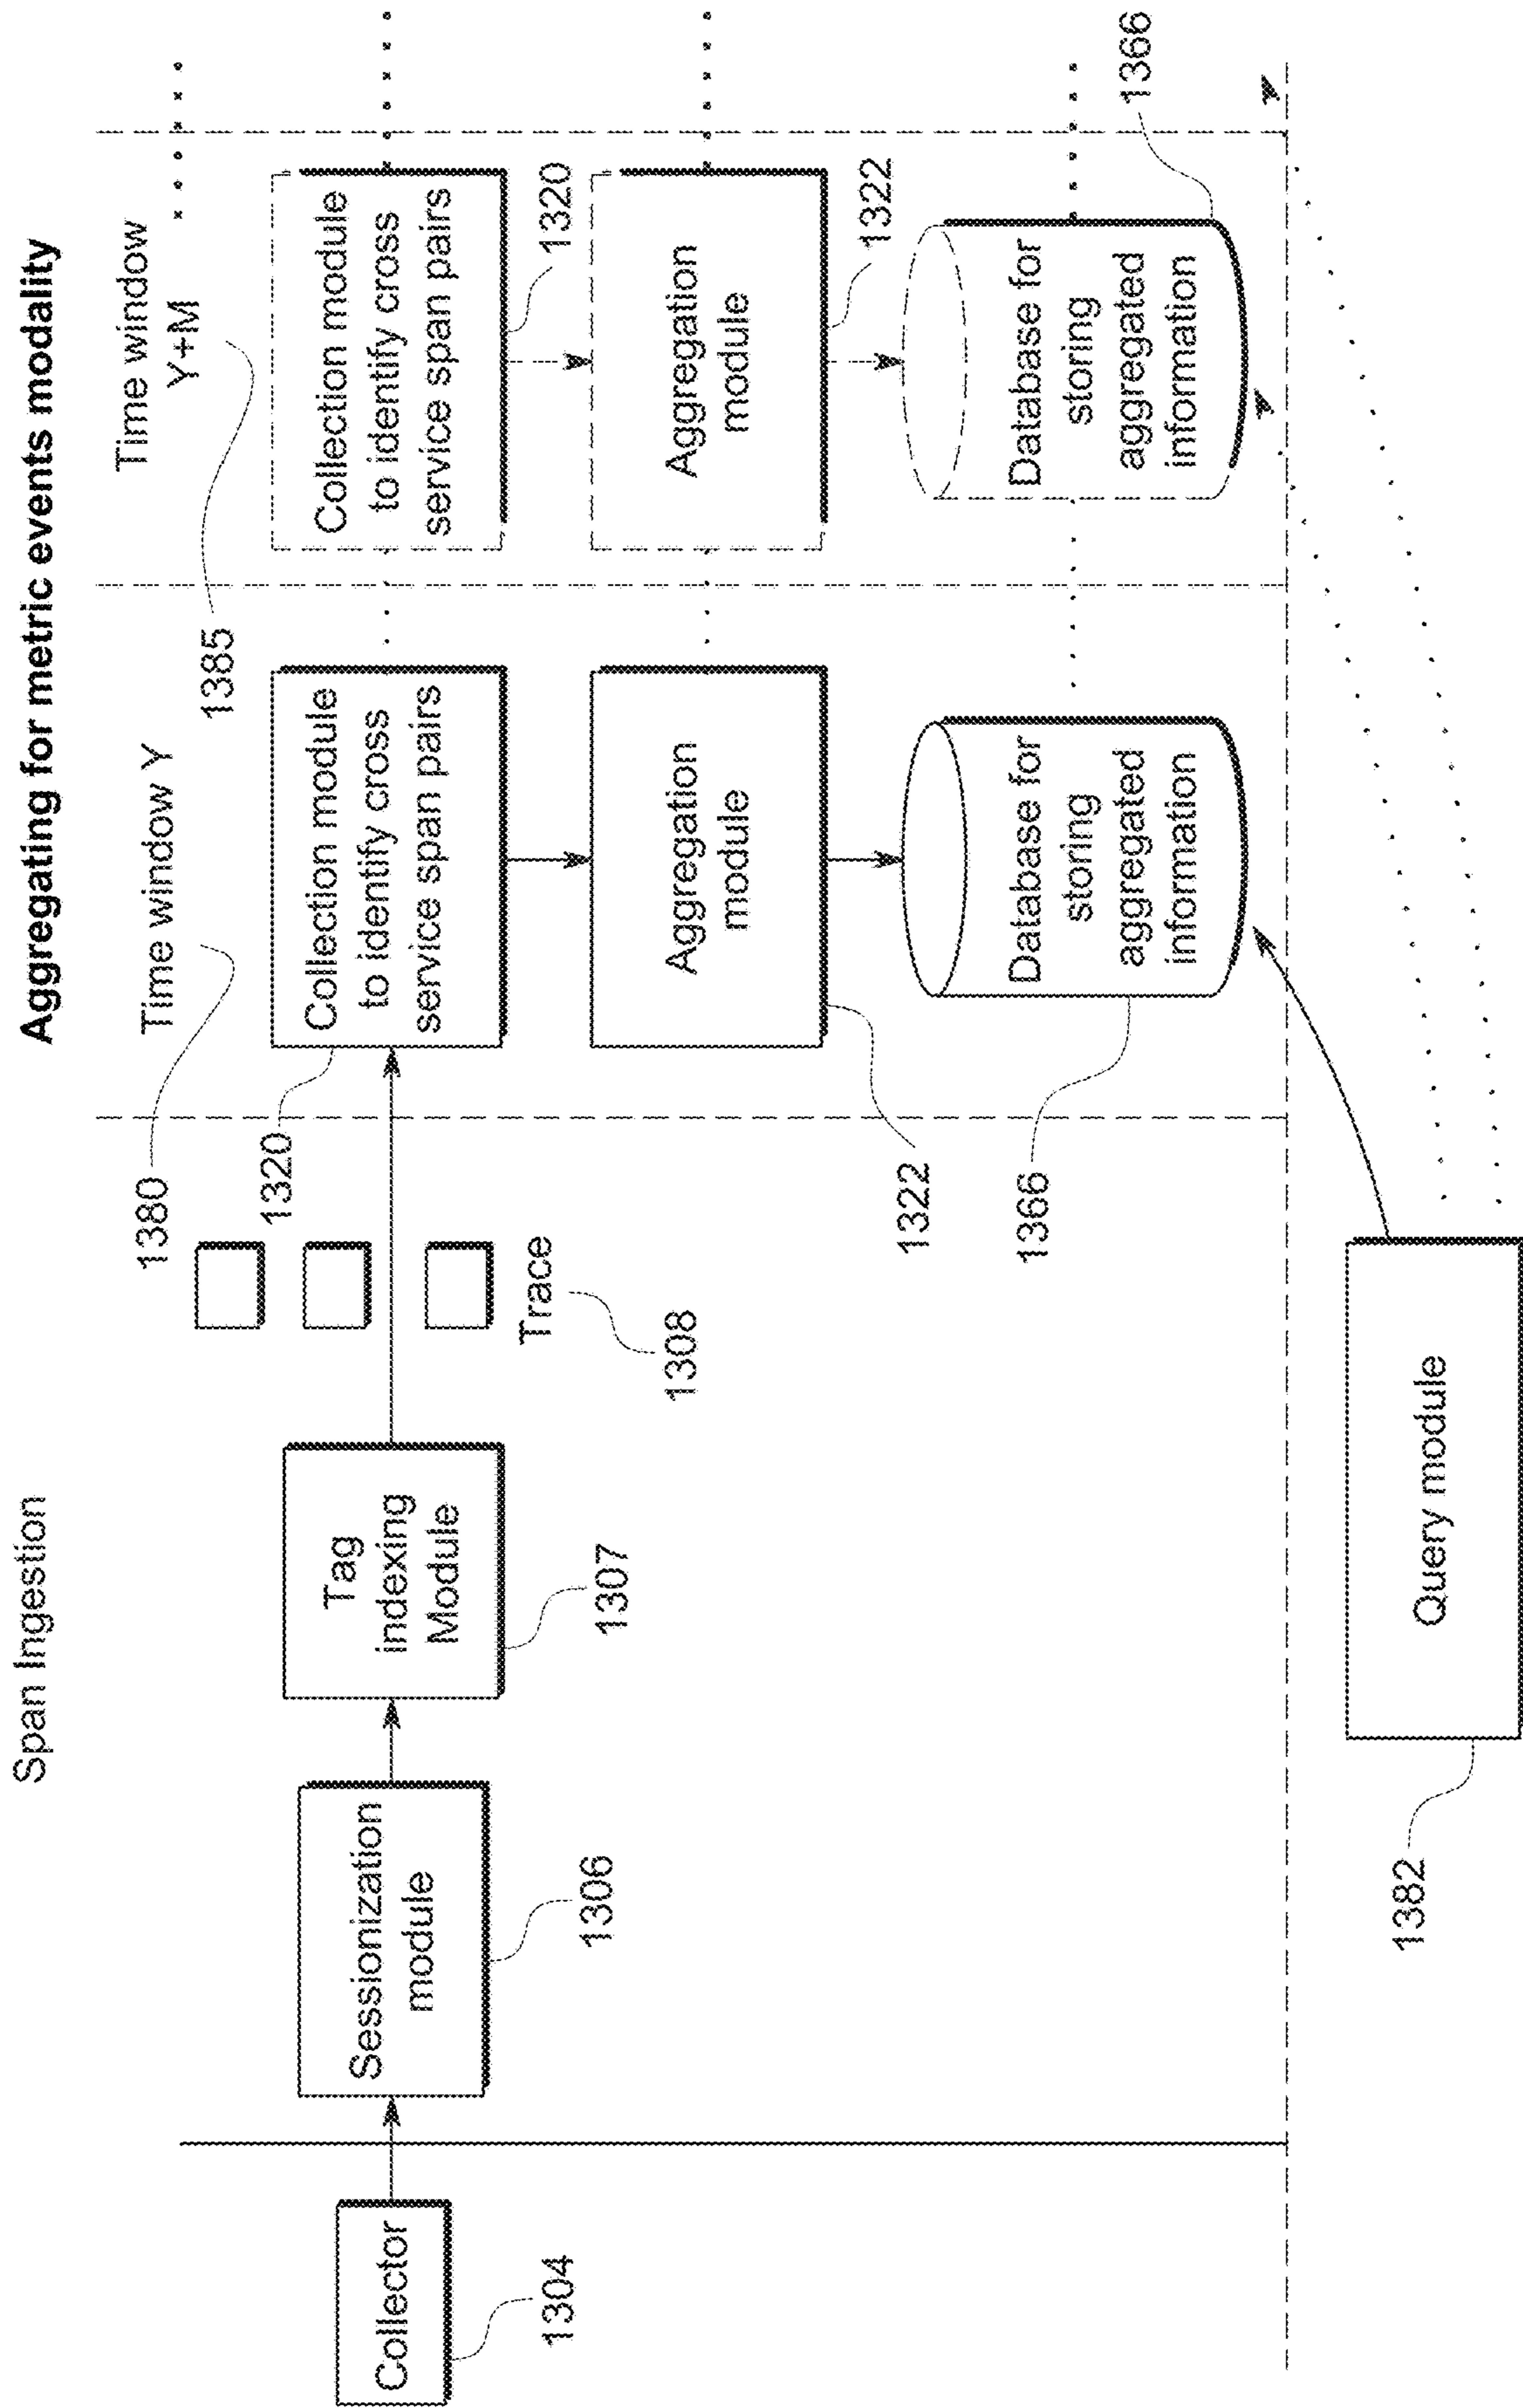 Aggregating for metric events modality
Span Ingestion
Time window Y
Time window
Y+M
1380
1385
Collector
1304
Sessionization
module
1306
Tag
indexing
Module
1307
Trace
1308
Collection module
to identify cross
service span pairs
1320
Aggregation
module
1322
Database for
storing
aggregated
information
1366
Collection module
to identify cross
service span pairs
1320
Aggregation
module
1322
Database for
storing
aggregated
information
1366
Query module
1382